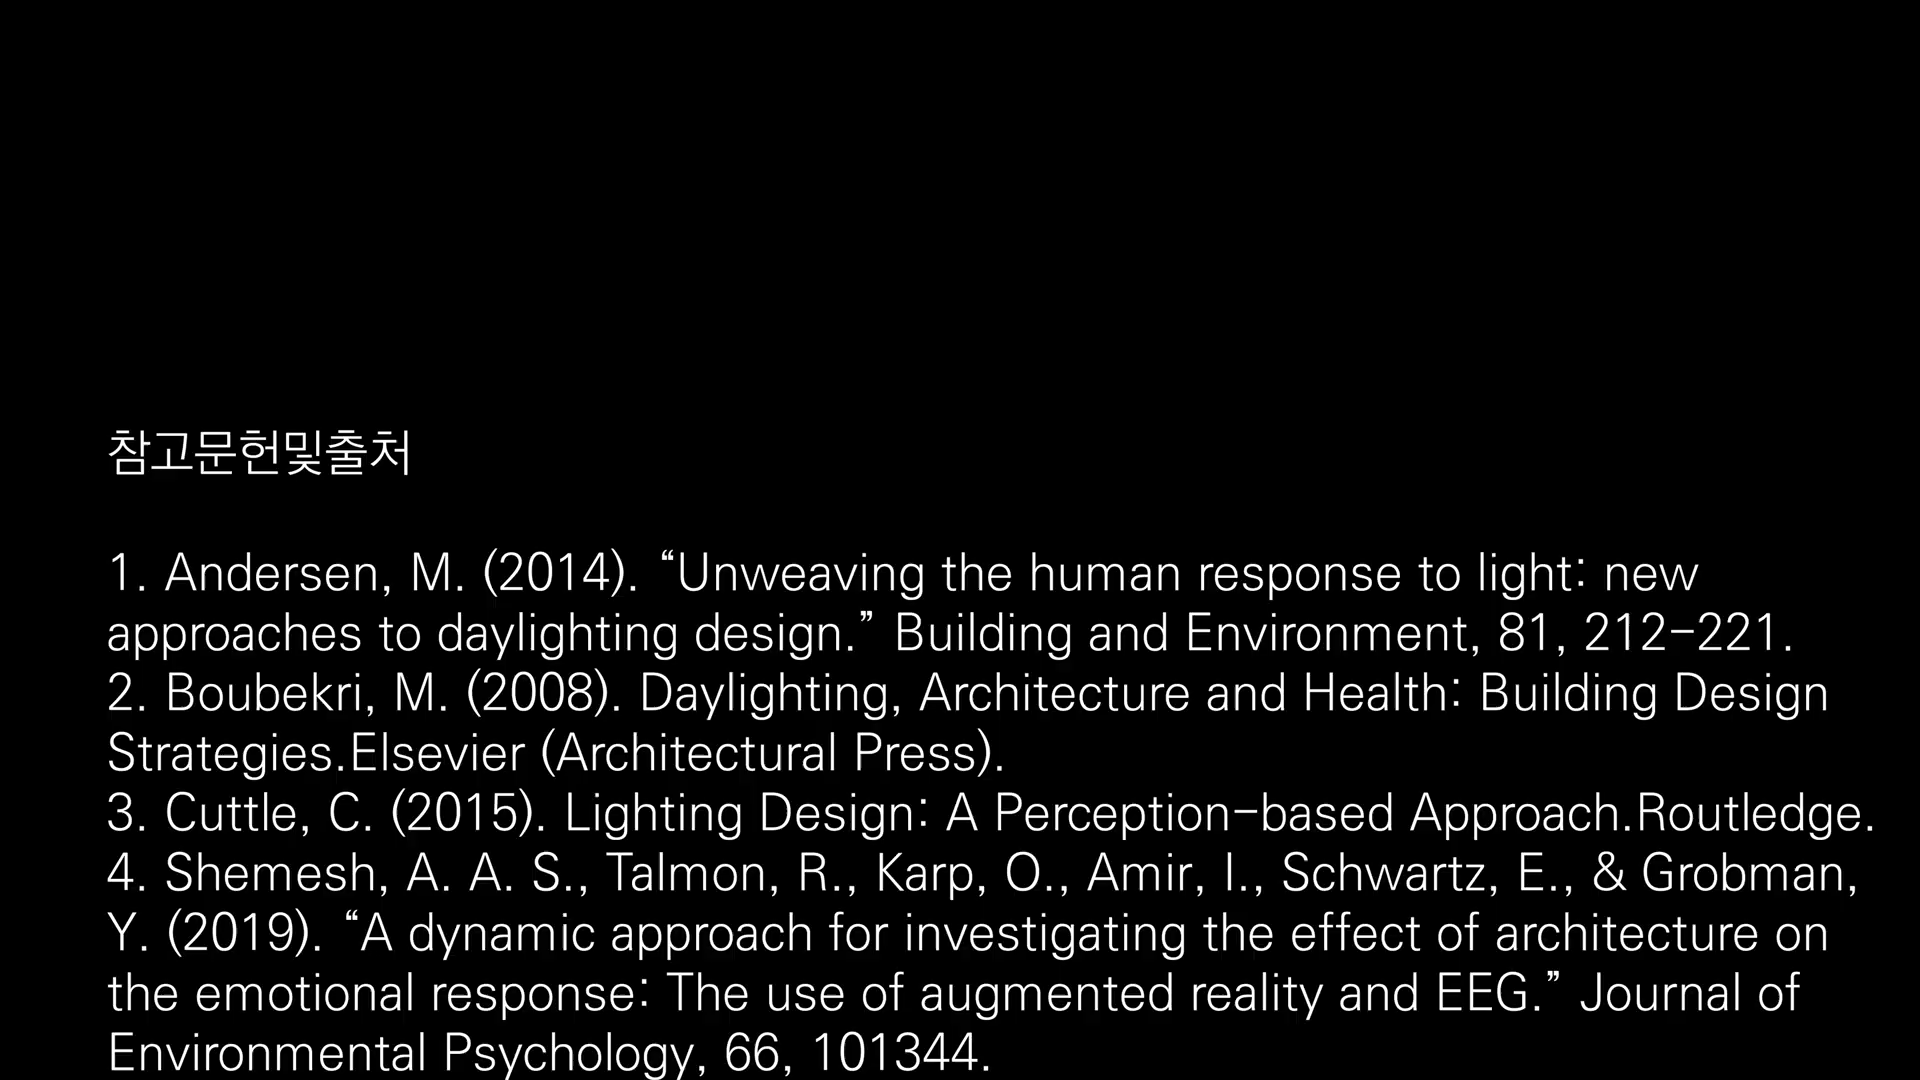 참고문헌및출처
1. Andersen, M. (2014). “Unweaving the human response to light: new
approaches to daylighting design.” Building and Environment, 81, 212-221.
2. Boubekri, M. (2008). Daylighting, Architecture and Health: Building Design
Strategies.Elsevier (Architectural Press).
3. Cuttle, C. (2015). Lighting Design: A Perception-based Approach.Routledge.
4. Shemesh, A. A. S., Talmon, R., Karp, O., Amir, I., Schwartz, E., & Grobman,
Y. (2019). “A dynamic approach for investigating the effect of architecture on
the emotional response: The use of augmented reality and EEG.” Journal of
Environmental Psychology, 66, 101344.